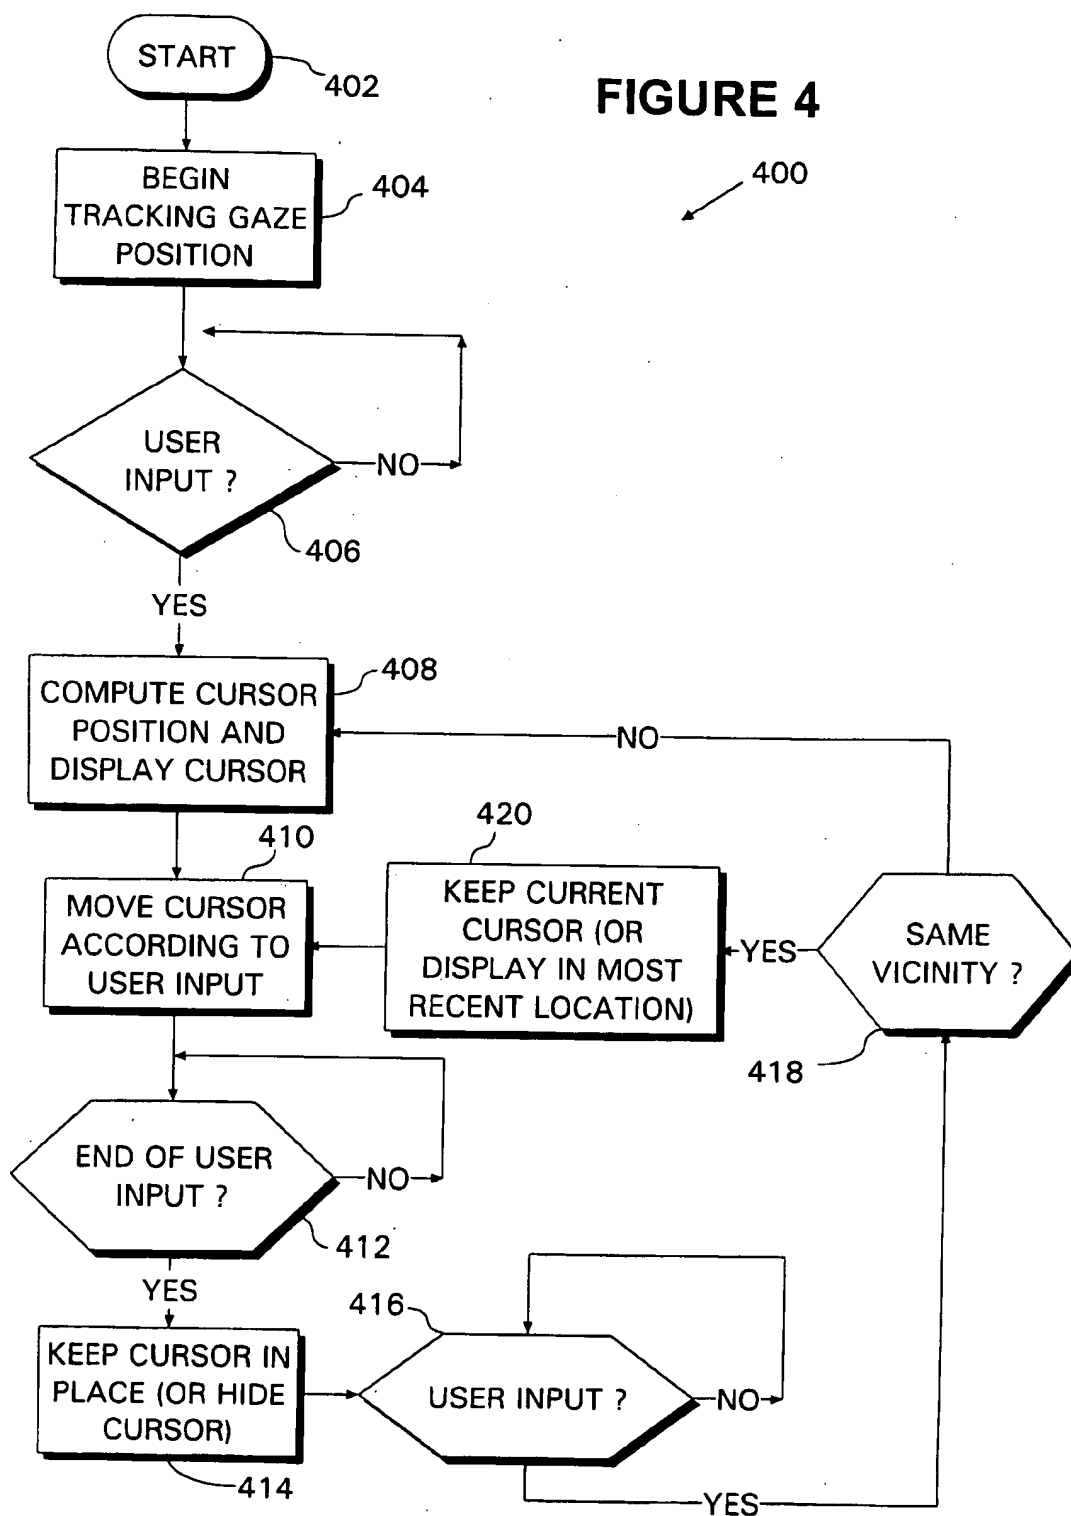 START
402
FIGURE 4
400
BEGIN
TRACKING GAZE
POSITION
404
USER
INPUT ?
NO
406
YES
408
COMPUTE CURSOR
POSITION AND
DISPLAY CURSOR
NO
410
MOVE CURSOR
ACCORDING TO
USER INPUT
420
KEEP CURRENT
CURSOR (OR
DISPLAY IN MOST
RECENT LOCATION)
YES
SAME
VICINITY ?
418
END OF USER
INPUT ?
NO
412
YES
KEEP CURSOR IN
PLACE (OR HIDE
CURSOR)
414
416
USER INPUT ?
NO
YES